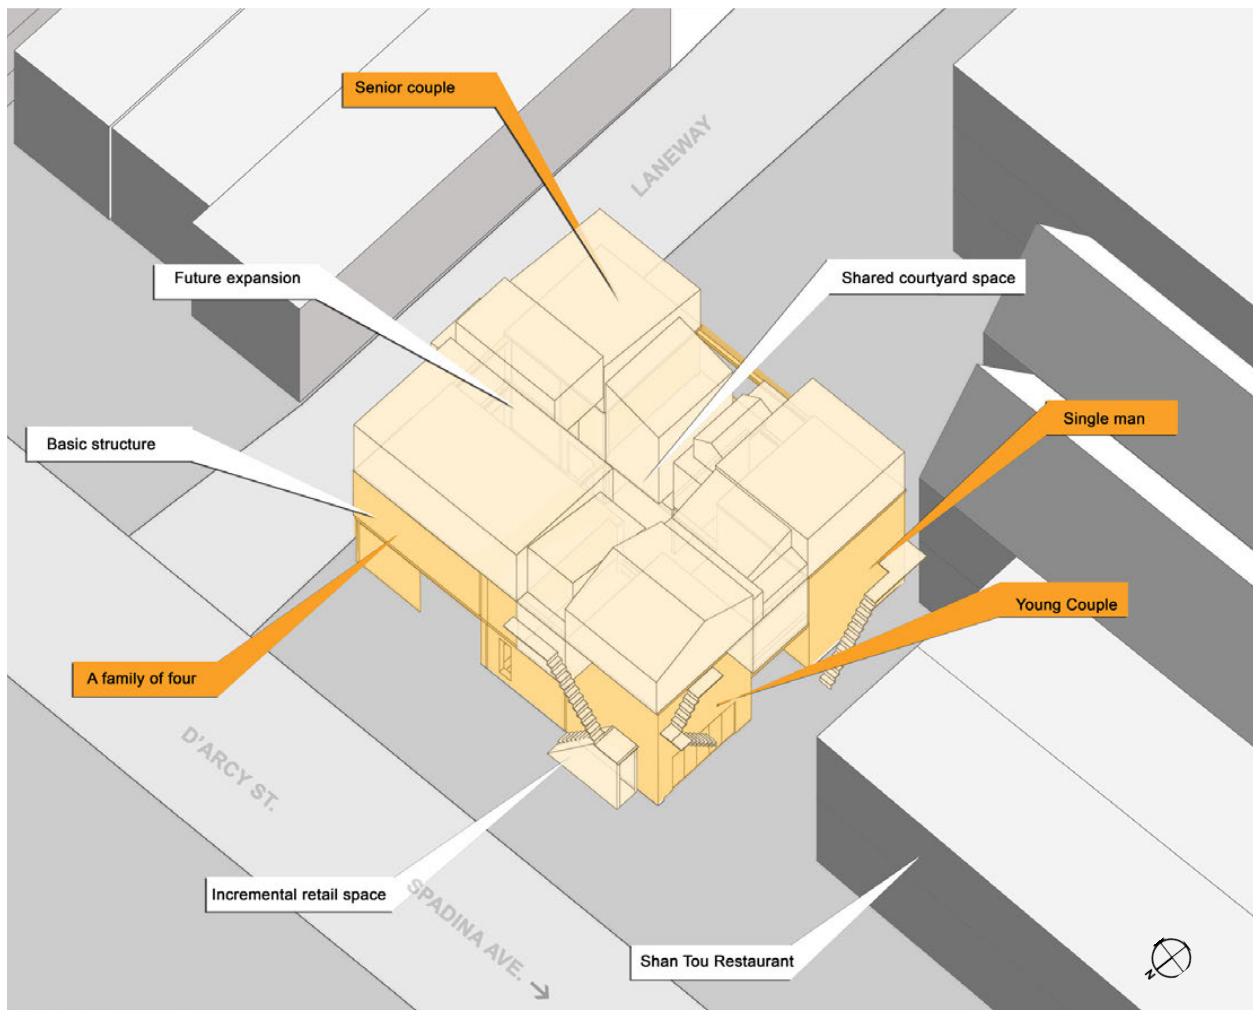 Senior couple
LANEWAY
Future expansion
Shared courtyard space
Single man
Basic structure
Young Couple
A family of four
D'ARCY ST.
Incremental retail space
SPADINA AVE.
Shan Tou Restaurant
N